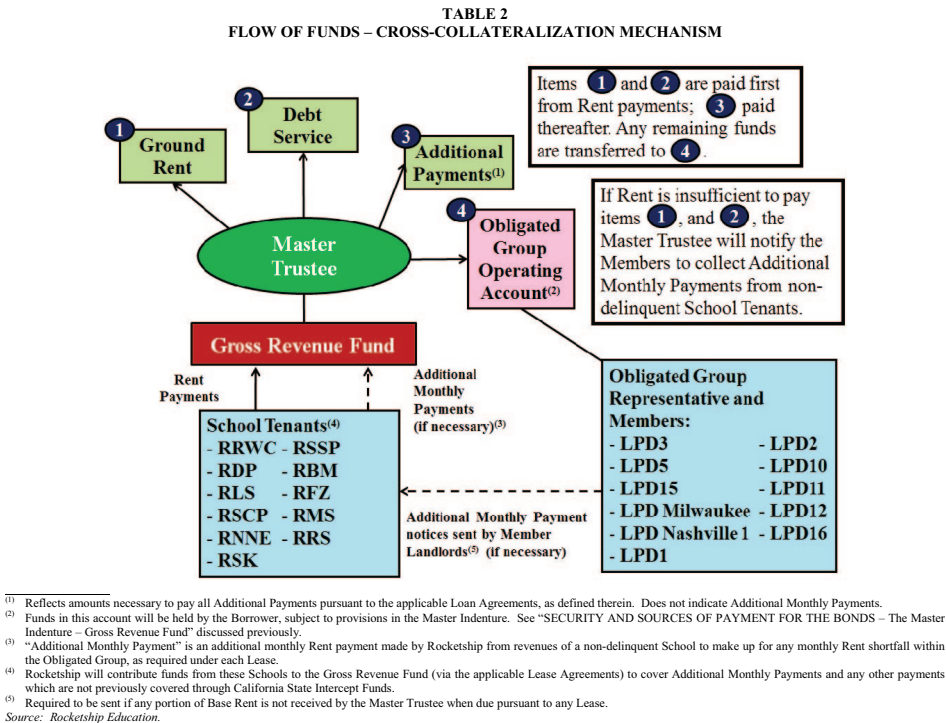 TABLE 2
FLOW OF FUNDS – CROSS-COLLATERALIZATION MECHANISM
1
Ground
Rent
2
Debt
Service
3
Additional
Payments(1)
4
Obligated
Group
Operating
Account(2)
Items 1 and 2 are paid first
from Rent payments; 3 paid
thereafter. Any remaining funds
are transferred to 4 .
If Rent is insufficient to pay
items 1 , and 2 , the
Master Trustee will notify the
Members to collect Additional
Monthly Payments from non-
delinquent School Tenants.
Master
Trustee
Gross Revenue Fund
Rent
Payments
Additional
Monthly
Payments
(if necessary)(3)
School Tenants(4)
- RRWC - RSSP
- RDP - RBM
- RLS - RFZ
- RSCP - RMS
- RNNE - RRS
- RSK
Additional Monthly Payment
notices sent by Member
Landlords(5) (if necessary)
Obligated Group
Representative and
Members:
- LPD3 - LPD2
- LPD5 - LPD10
- LPD15 - LPD11
- LPD Milwaukee - LPD12
- LPD Nashville 1 - LPD16
- LPD1
(1) Reflects amounts necessary to pay all Additional Payments pursuant to the applicable Loan Agreements, as defined therein. Does not indicate Additional Monthly Payments.
(2) Funds in this account will be held by the Borrower, subject to provisions in the Master Indenture. See “SECURITY AND SOURCES OF PAYMENT FOR THE BONDS – The Master
Indenture – Gross Revenue Fund” discussed previously.
(3) “Additional Monthly Payment” is an additional monthly Rent payment made by Rocketship from revenues of a non-delinquent School to make up for any monthly Rent shortfall within
the Obligated Group, as required under each Lease.
(4) Rocketship will contribute funds from these Schools to the Gross Revenue Fund (via the applicable Lease Agreements) to cover Additional Monthly Payments and any other payments
which are not previously covered through California State Intercept Funds.
(5) Required to be sent if any portion of Base Rent is not received by the Master Trustee when due pursuant to any Lease.
Source: Rocketship Education.